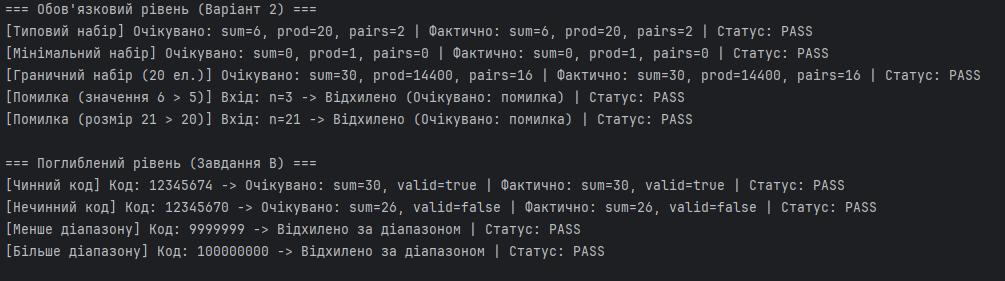 === Обов'язковий рівень (Варіант 2) ===
[Типовий набір] Очікувано: sum=6, prod=20, pairs=2 | Фактично: sum=6, prod=20, pairs=2 | Статус: PASS
[Мінімальний набір] Очікувано: sum=0, prod=1, pairs=0 | Фактично: sum=0, prod=1, pairs=0 | Статус: PASS
[Граничний набір (20 ел.)] Очікувано: sum=30, prod=14400, pairs=16 | Фактично: sum=30, prod=14400, pairs=16 | Статус: PASS
[Помилка (значення 6 > 5)] Вхід: n=3 -> Відхилено (Очікувано: помилка) | Статус: PASS
[Помилка (розмір 21 > 20)] Вхід: n=21 -> Відхилено (Очікувано: помилка) | Статус: PASS

=== Поглиблений рівень (Завдання B) ===
[Чинний код] Код: 12345674 -> Очікувано: sum=30, valid=true | Фактично: sum=30, valid=true | Статус: PASS
[Нечинний код] Код: 12345670 -> Очікувано: sum=26, valid=false | Фактично: sum=26, valid=false | Статус: PASS
[Менше діапазону] Код: 9999999 -> Відхилено за діапазоном | Статус: PASS
[Більше діапазону] Код: 100000000 -> Відхилено за діапазоном | Статус: PASS